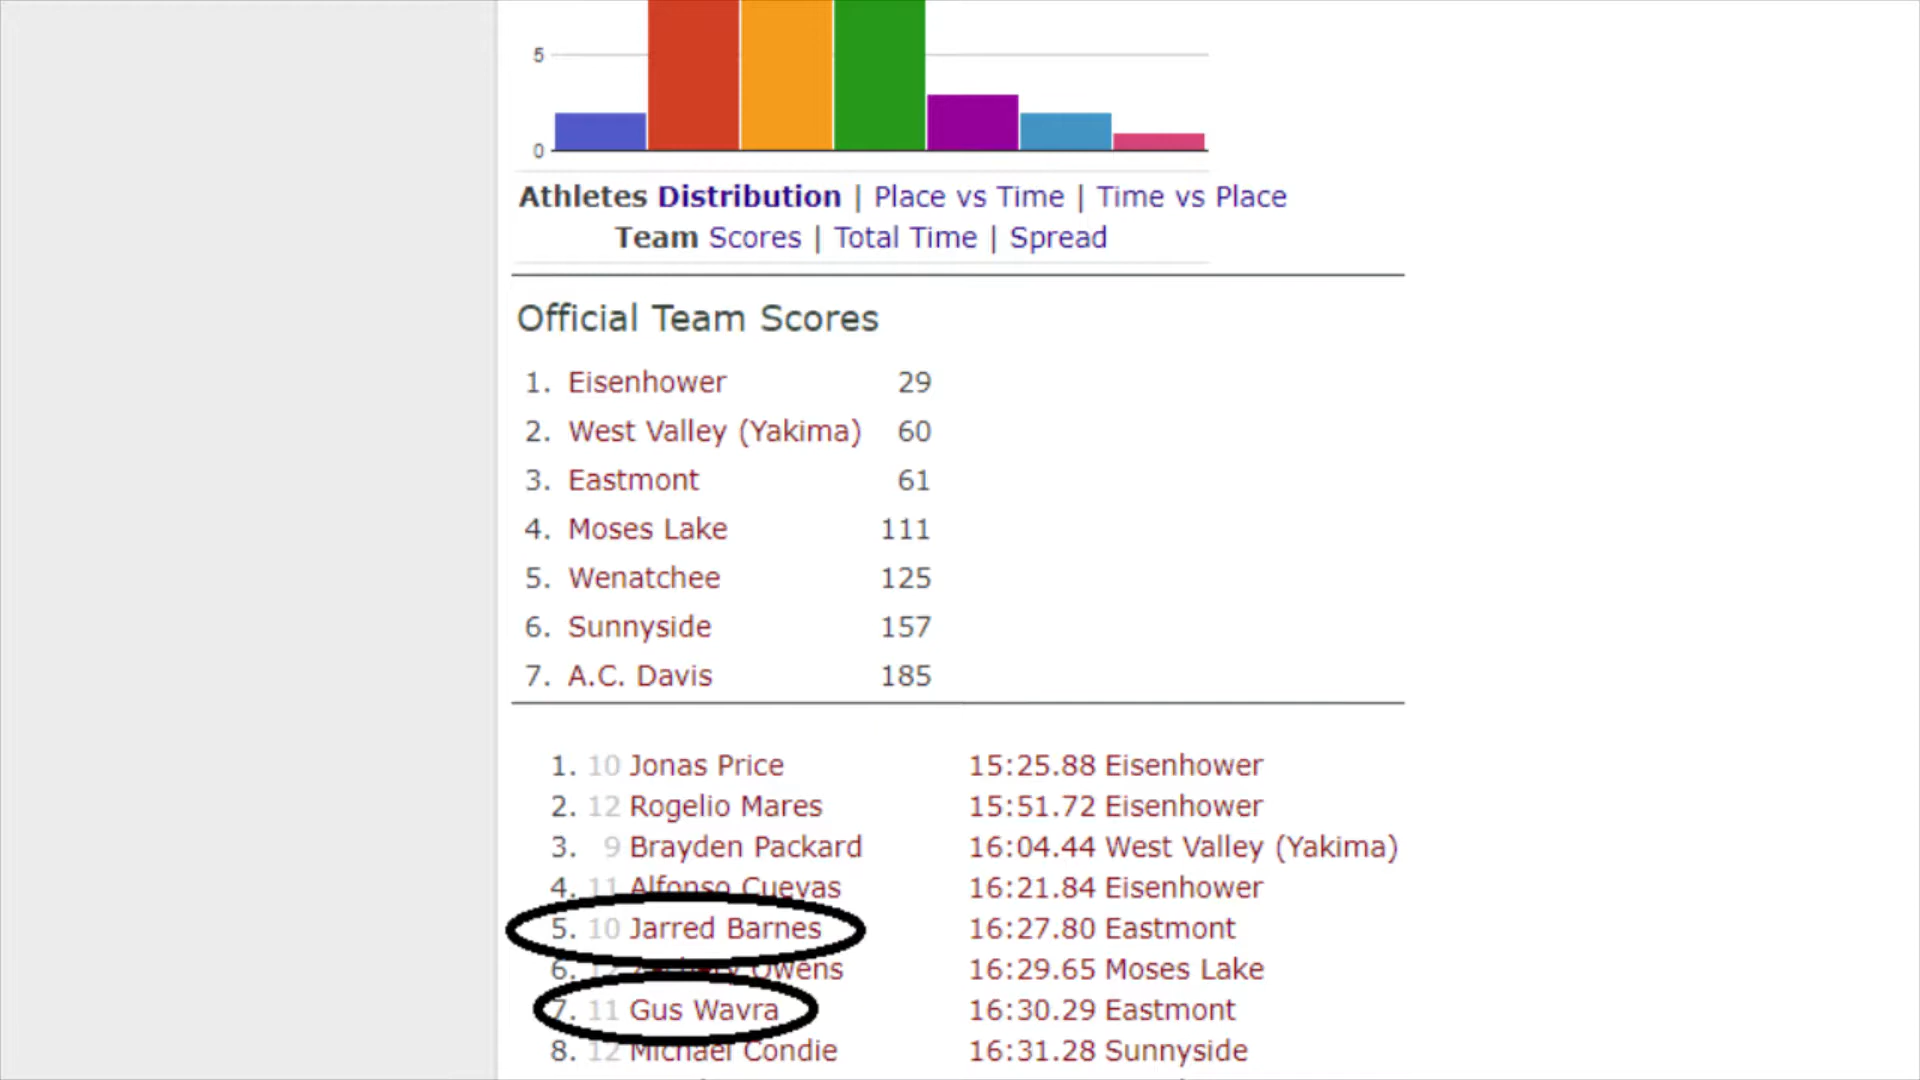 5
0
Athletes Distribution | Place vs Time | Time vs Place
Team Scores | Total Time | Spread
Official Team Scores
1. Eisenhower 29
2. West Valley (Yakima) 60
3. Eastmont 61
4. Moses Lake 111
5. Wenatchee 125
6. Sunnyside 157
7. A.C. Davis 185
1. 10 Jonas Price 15:25.88 Eisenhower
2. 12 Rogelio Mares 15:51.72 Eisenhower
3. 9 Brayden Packard 16:04.44 West Valley (Yakima)
4. 11 Alfonso Cuevas 16:21.84 Eisenhower
5. 10 Jarred Barnes 16:27.80 Eastmont
6. 12 Owens 16:29.65 Moses Lake
7. 11 Gus Wavra 16:30.29 Eastmont
8. 12 Michael Condie 16:31.28 Sunnyside